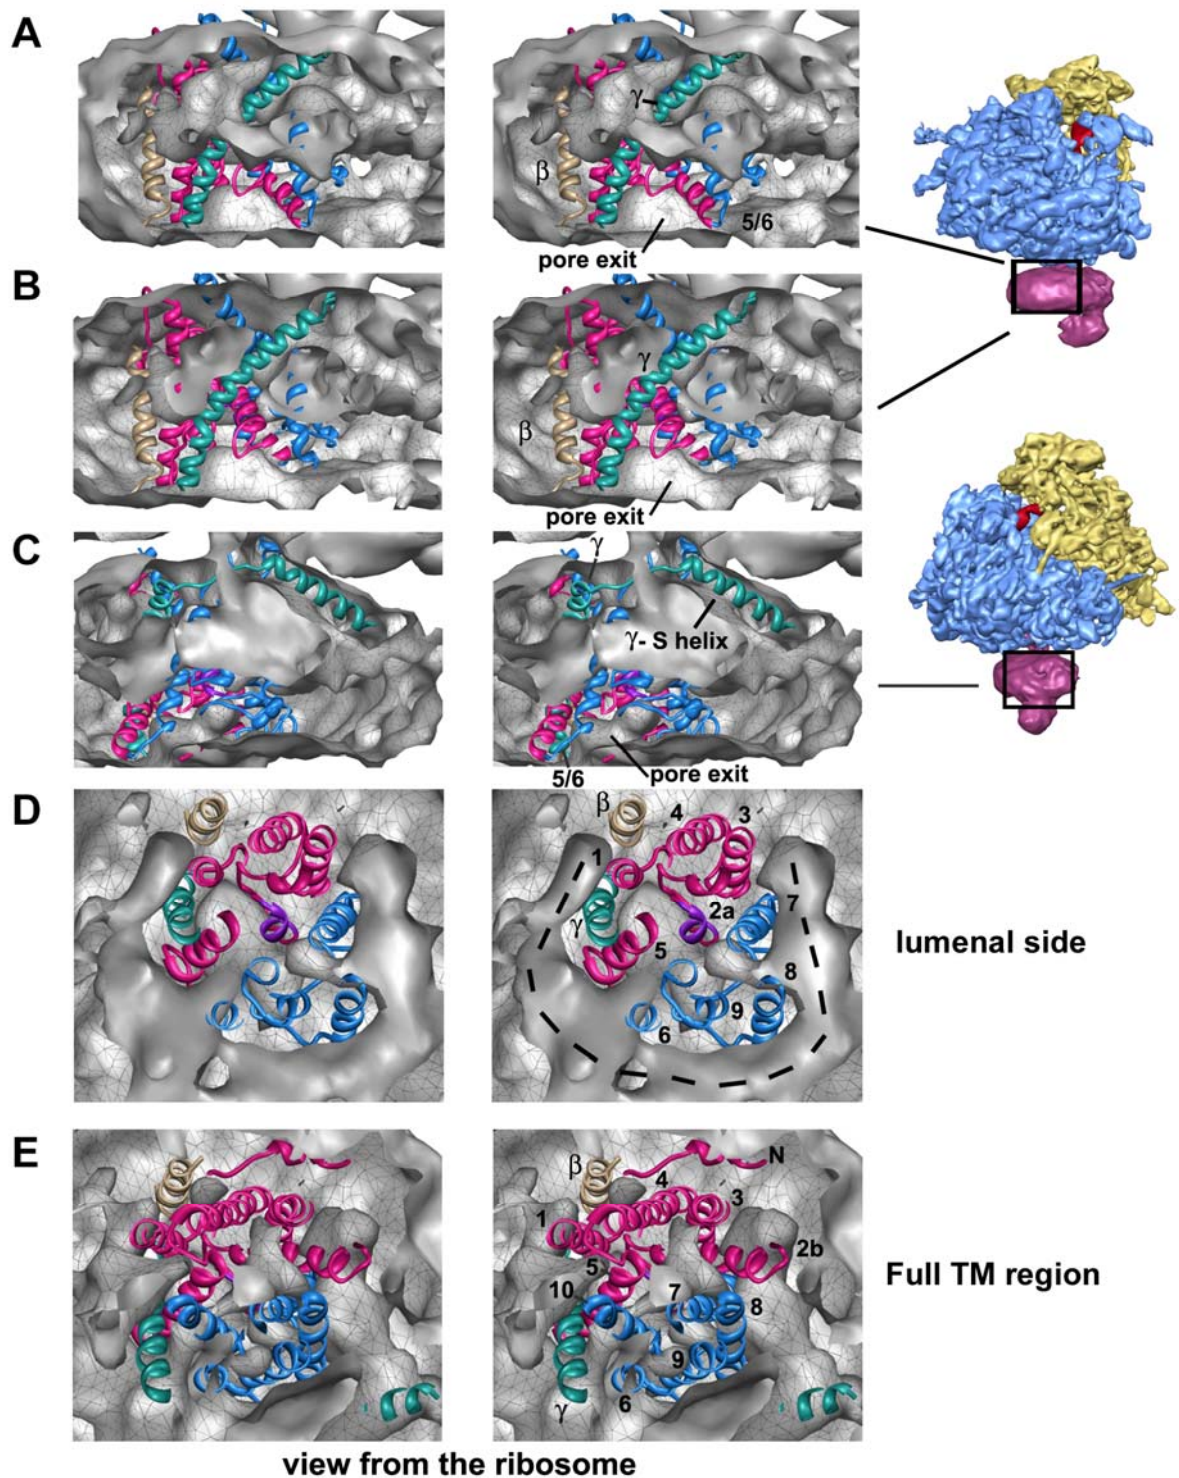 A
γ
β
5/6
pore exit
B
γ
β
pore exit
C
γ
γ- S helix
5/6
pore exit
D
β
4
3
1
γ
2a
7
5
8
9
6
lumenal side
E
β
N
4
3
1
2b
5
10
7
8
9
6
γ
Full TM region
view from the ribosome